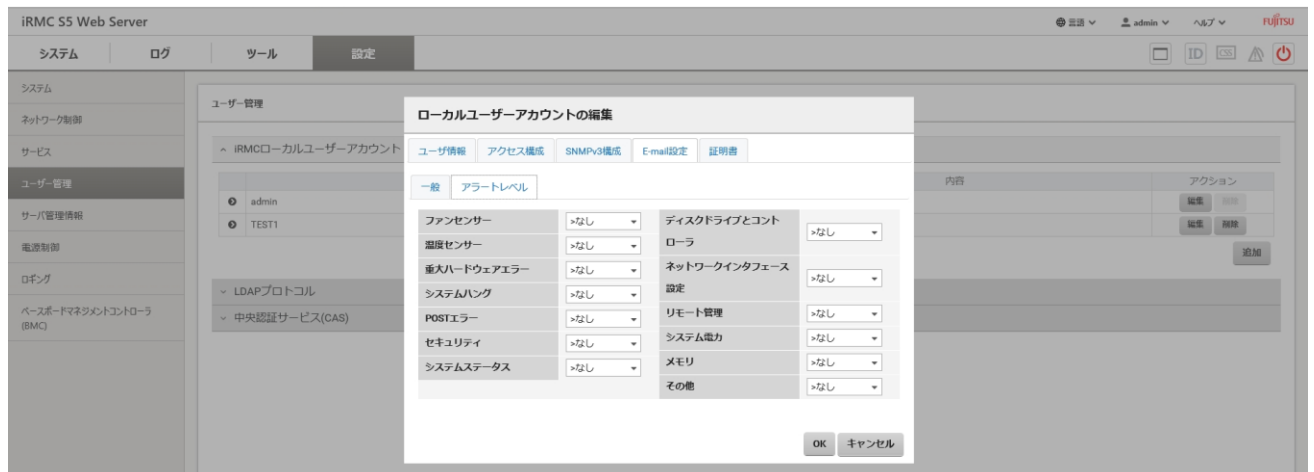 iRMC S5 Web Server
言語 admin ヘルプ FUJITSU
システム ログ ツール 設定 ID CSS
システム
ネットワーク制御
サービス
ユーザー管理
サーバ管理情報
電源制御
ロギング
ベースボードマネジメントコントローラ
(BMC)
ユーザー管理
iRMCローカルユーザーアカウント
内容 アクション
admin 編集 削除
TEST1 編集 削除
追加
LDAPプロトコル
中央認証サービス(CAS)
ローカルユーザーアカウントの編集
ユーザ情報 アクセス構成 SNMPv3構成 E-mail設定 証明書
一般 アラートレベル
ファンセンサー >なし
温度センサー >なし
重大ハードウェアエラー >なし
システムハング >なし
POSTエラー >なし
セキュリティ >なし
システムステータス >なし
ディスクドライブとコント
ローラ >なし
ネットワークインタフェース
設定 >なし
リモート管理 >なし
システム電力 >なし
メモリ >なし
その他 >なし
OK キャンセル